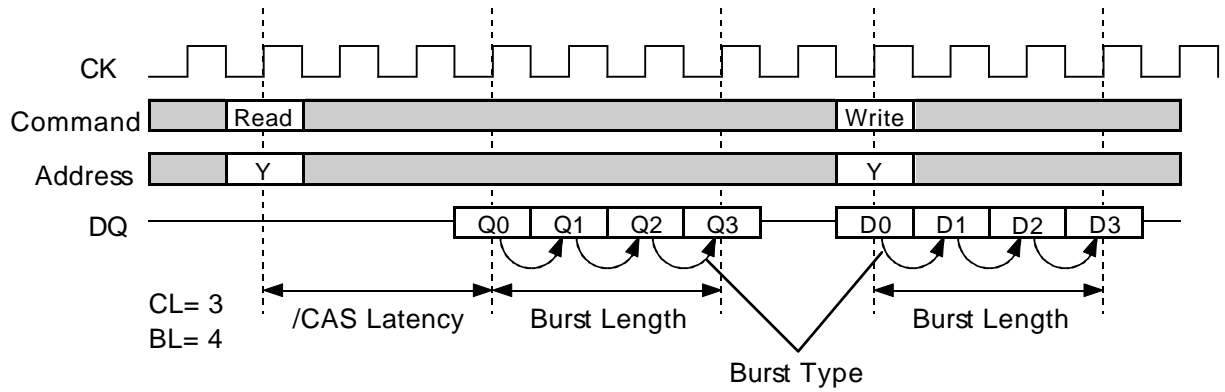 CK
Command Read Write
Address Y Y
DQ Q0 Q1 Q2 Q3 D0 D1 D2 D3
CL= 3 /CAS Latency Burst Length Burst Length
BL= 4
Burst Type